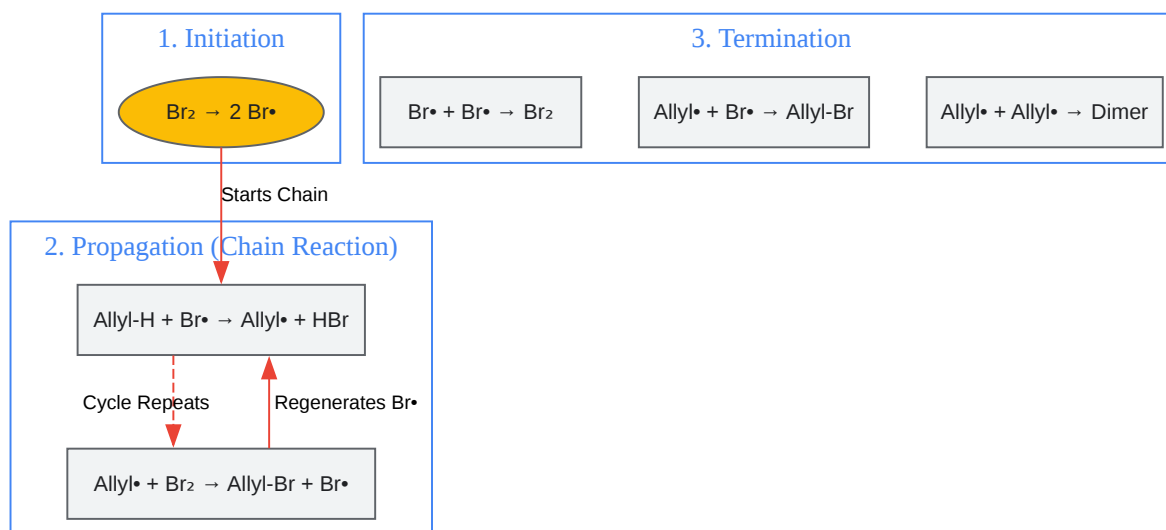 1. Initiation
Br₂ → 2 Br•
Starts Chain
2. Propagation (Chain Reaction)
Allyl-H + Br• → Allyl• + HBr
Cycle Repeats
Regenerates Br•
Allyl• + Br₂ → Allyl-Br + Br•
3. Termination
Br• + Br• → Br₂
Allyl• + Br• → Allyl-Br
Allyl• + Allyl• → Dimer